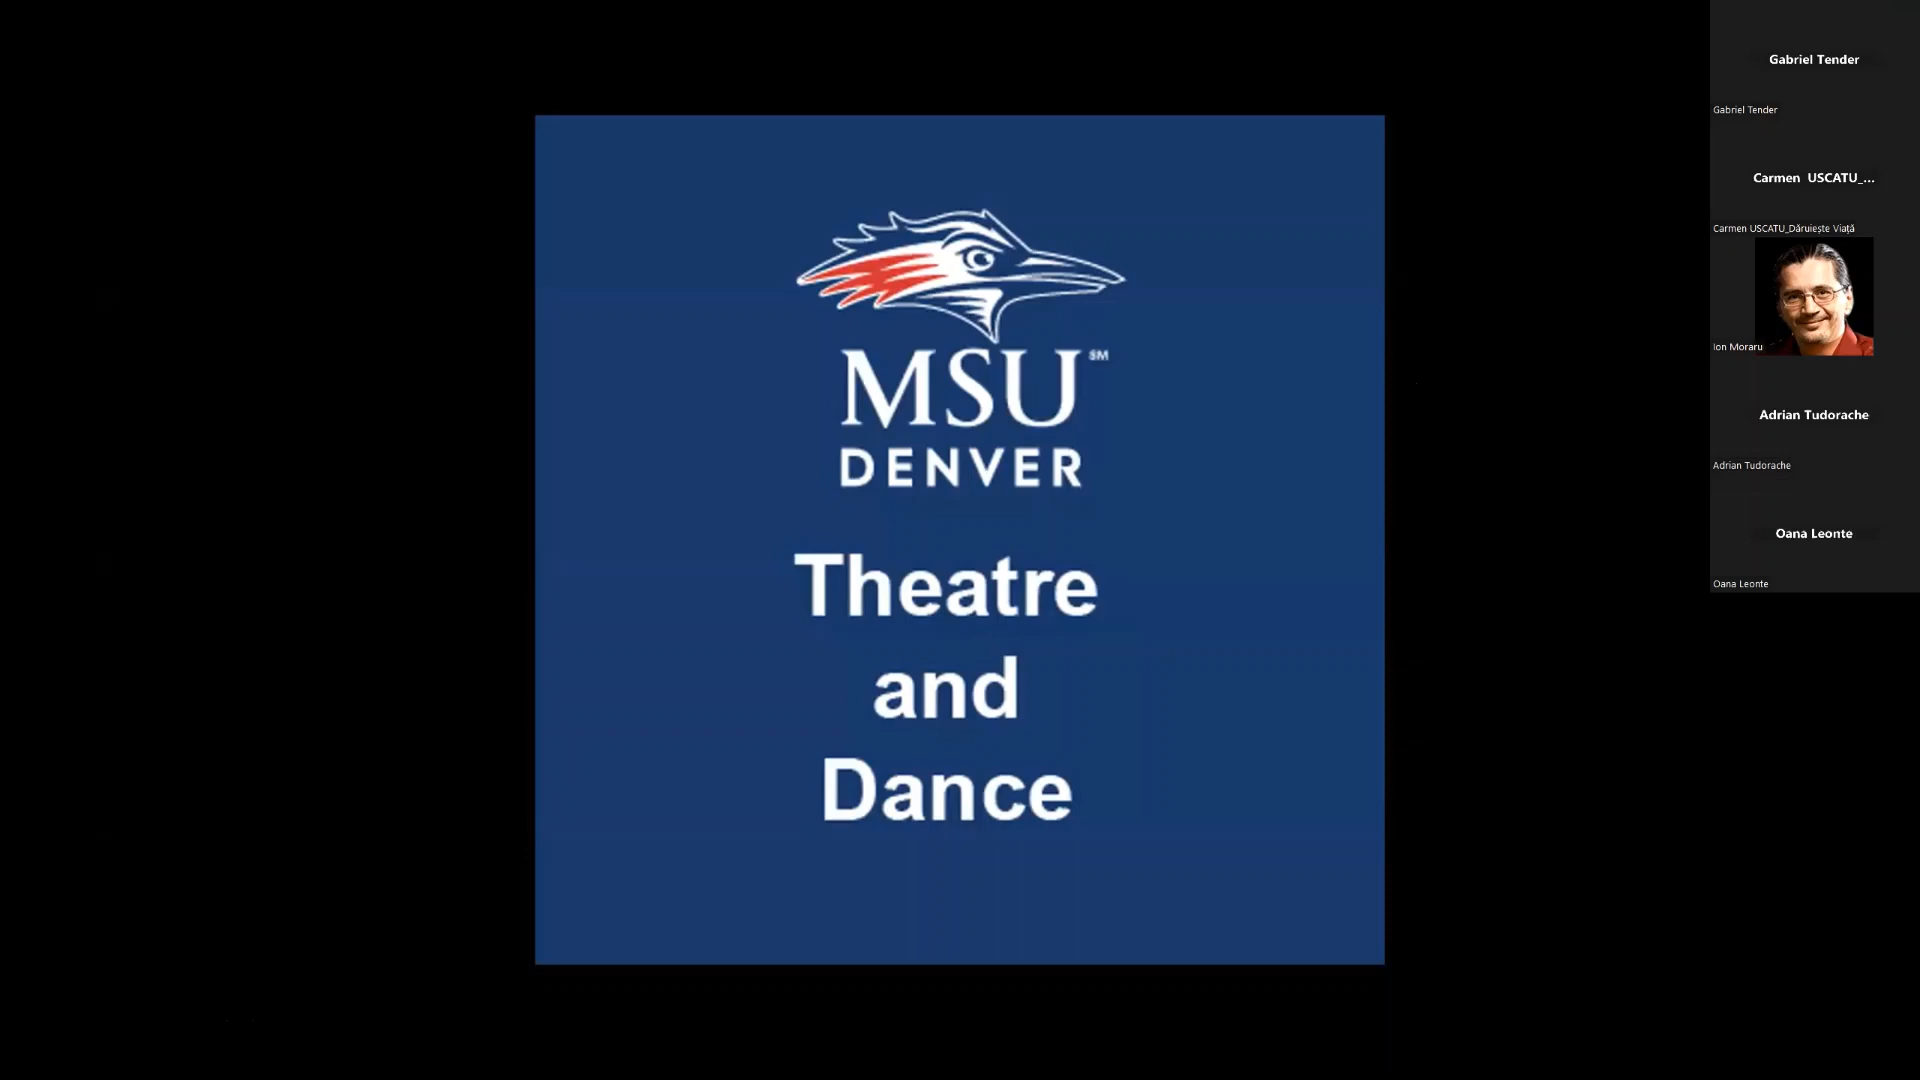 MSU SM
DENVER
Theatre
and
Dance
Gabriel Tender
Gabriel Tender
Carmen USCATU_...
Carmen USCATU_Dăruiește Viață
Ion Moraru
Adrian Tudorache
Adrian Tudorache
Oana Leonte
Oana Leonte